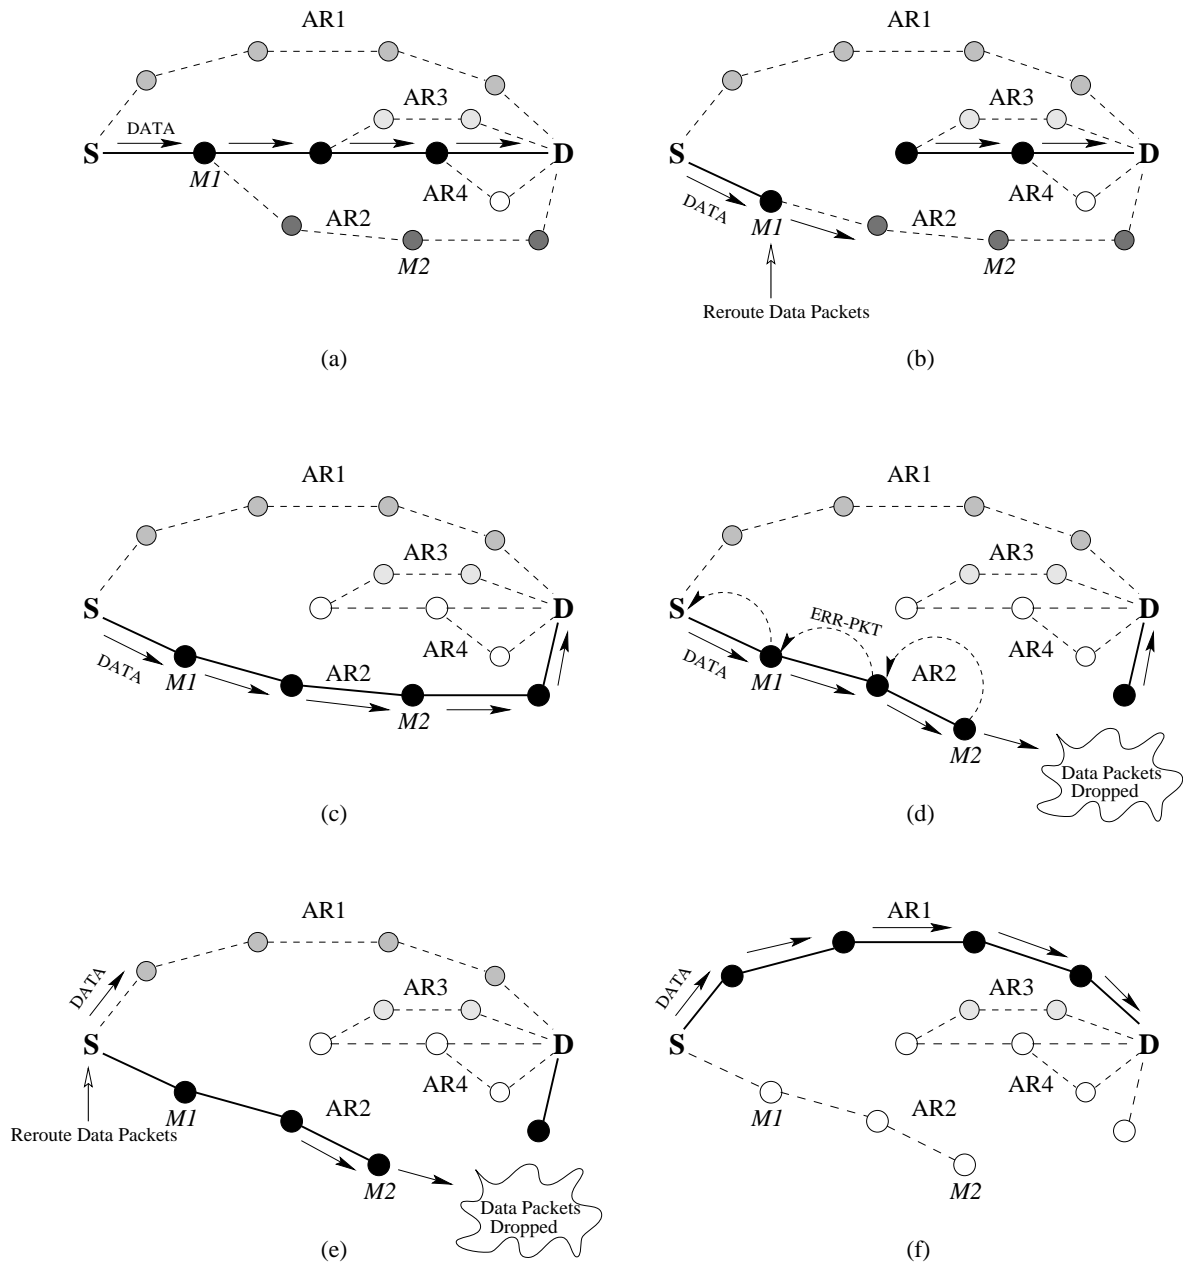 AR1
AR3
DATA
S
D
M1
AR4
AR2
M2
(a)
AR1
AR3
S
D
AR4
DATA
M1
AR2
M2
Reroute Data Packets
(b)
AR1
AR3
S
D
AR4
DATA
M1
AR2
M2
(c)
AR1
AR3
S
D
ERR-PKT
AR4
DATA
M1
AR2
M2
Data Packets
Dropped
(d)
AR1
DATA
AR3
S
D
AR4
M1
AR2
Reroute Data Packets
M2
Data Packets
Dropped
(e)
AR1
DATA
AR3
S
D
AR4
M1
AR2
M2
(f)